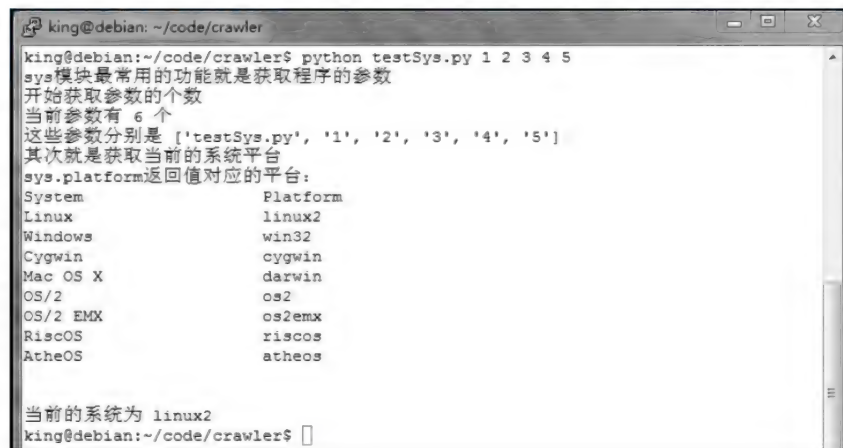 king@debian: ~/code/crawler
king@debian:~/code/crawler$ python testSys.py 1 2 3 4 5
sys模块最常用的功能就是获取程序的参数
开始获取参数的个数
当前参数有 6 个
这些参数分别是 ['testSys.py', '1', '2', '3', '4', '5']
其次就是获取当前的系统平台
sys.platform返回值对应的平台:
System Platform
Linux linux2
Windows win32
Cygwin cygwin
Mac OS X darwin
OS/2 os2
OS/2 EMX os2emx
RiscOS riscos
AtheOS atheos
当前的系统为 linux2
king@debian:~/code/crawler$